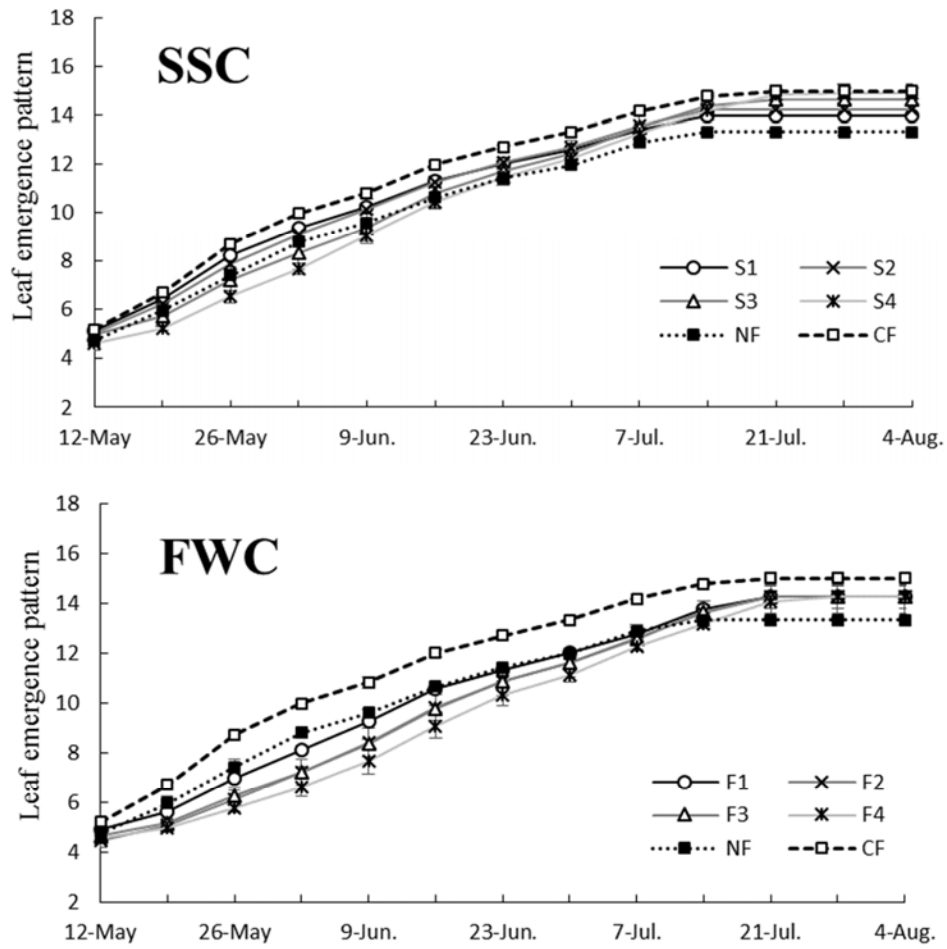 18
16
14
12
10
8
6
4
2
Leaf emergence pattern
SSC
S1 S2
S3 S4
NF CF
12-May 26-May 9-Jun. 23-Jun. 7-Jul. 21-Jul. 4-Aug.
18
16
14
12
10
8
6
4
2
Leaf emergence pattern
FWC
F1 F2
F3 F4
NF CF
12-May 26-May 9-Jun. 23-Jun. 7-Jul. 21-Jul. 4-Aug.